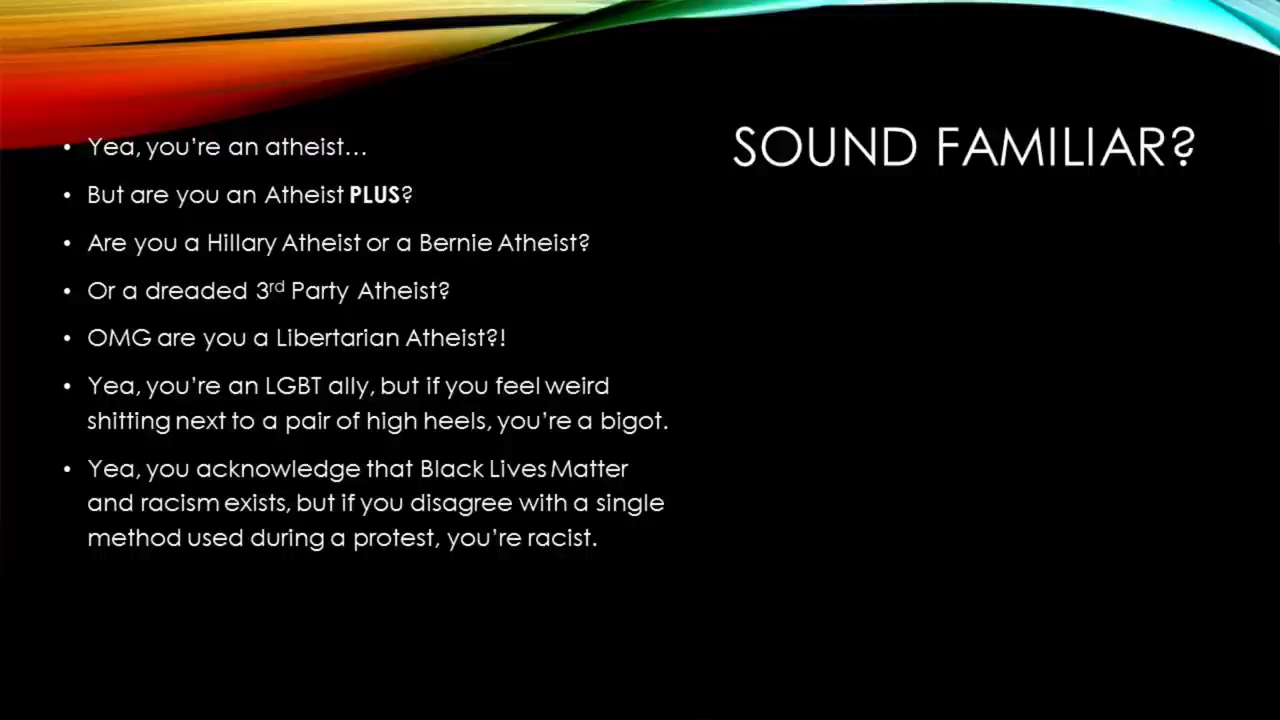 SOUND FAMILIAR?
• Yea, you're an atheist…
• But are you an Atheist PLUS?
• Are you a Hillary Atheist or a Bernie Atheist?
• Or a dreaded 3rd Party Atheist?
• OMG are you a Libertarian Atheist?!
• Yea, you're an LGBT ally, but if you feel weird
shitting next to a pair of high heels, you're a bigot.
• Yea, you acknowledge that Black Lives Matter
and racism exists, but if you disagree with a single
method used during a protest, you're racist.